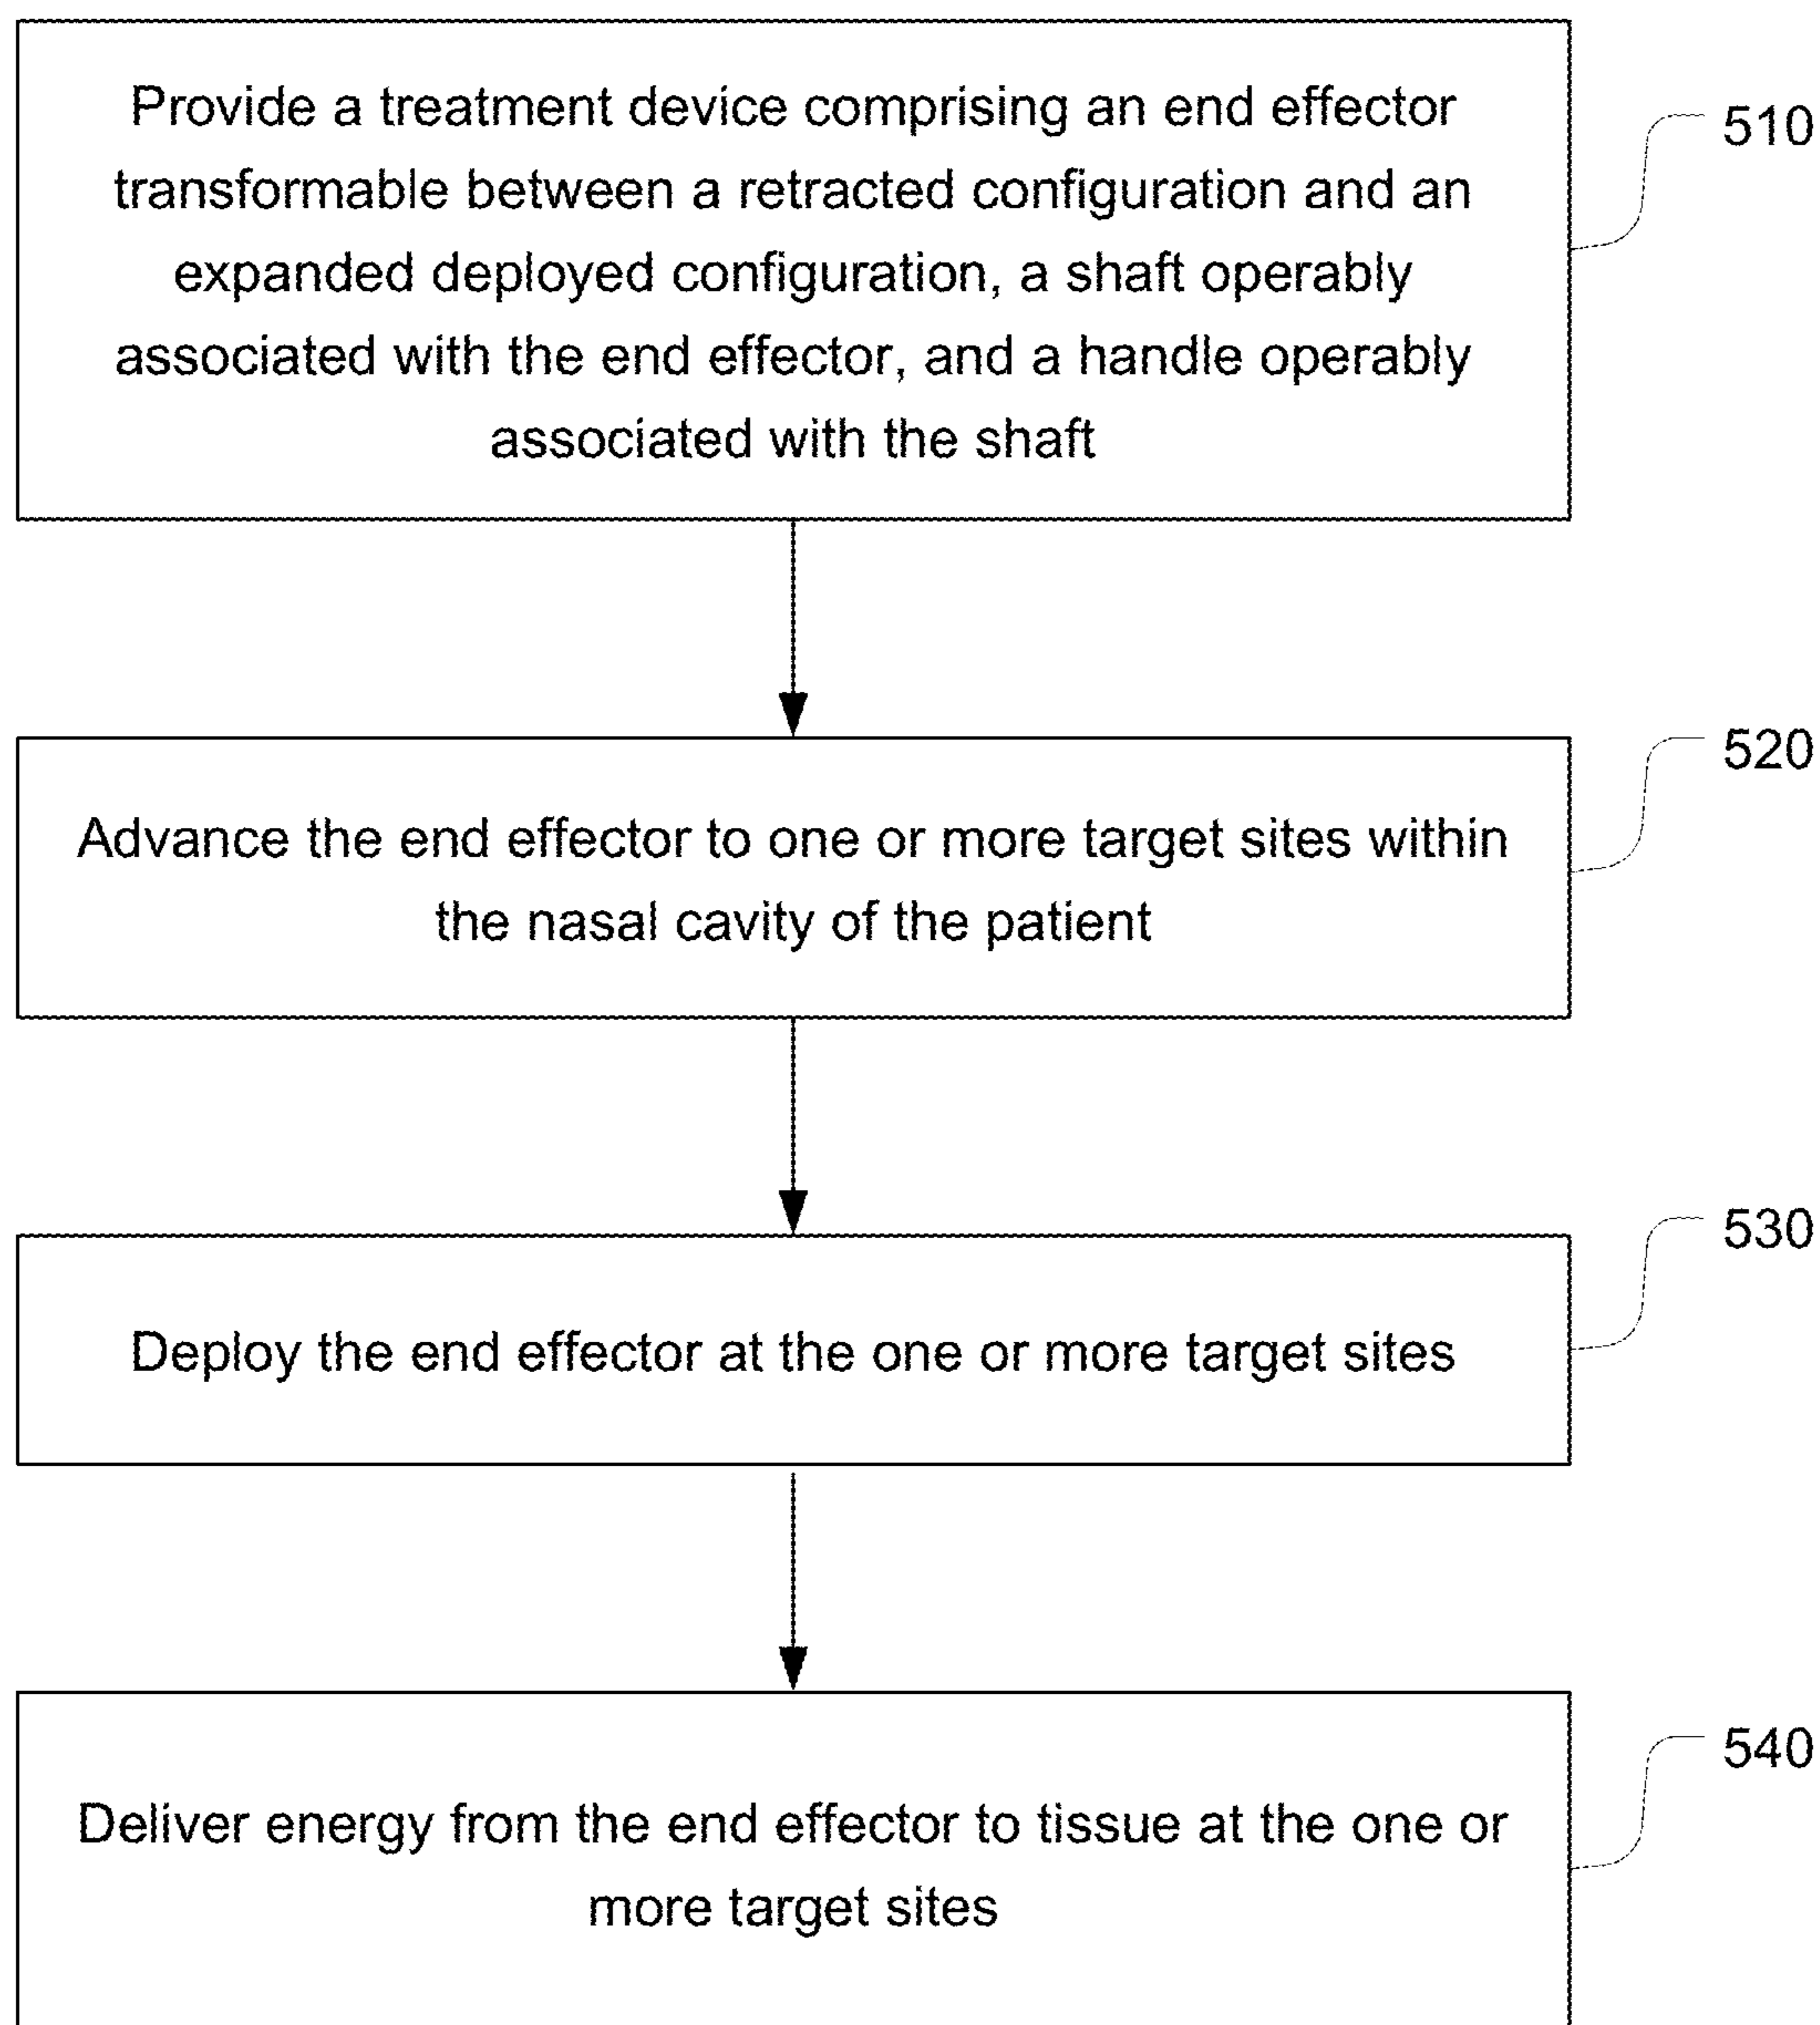 Provide a treatment device comprising an end effector
transformable between a retracted configuration and an
expanded deployed configuration, a shaft operably
associated with the end effector, and a handle operably
associated with the shaft
510
Advance the end effector to one or more target sites within
the nasal cavity of the patient
520
Deploy the end effector at the one or more target sites
530
Deliver energy from the end effector to tissue at the one or
more target sites
540